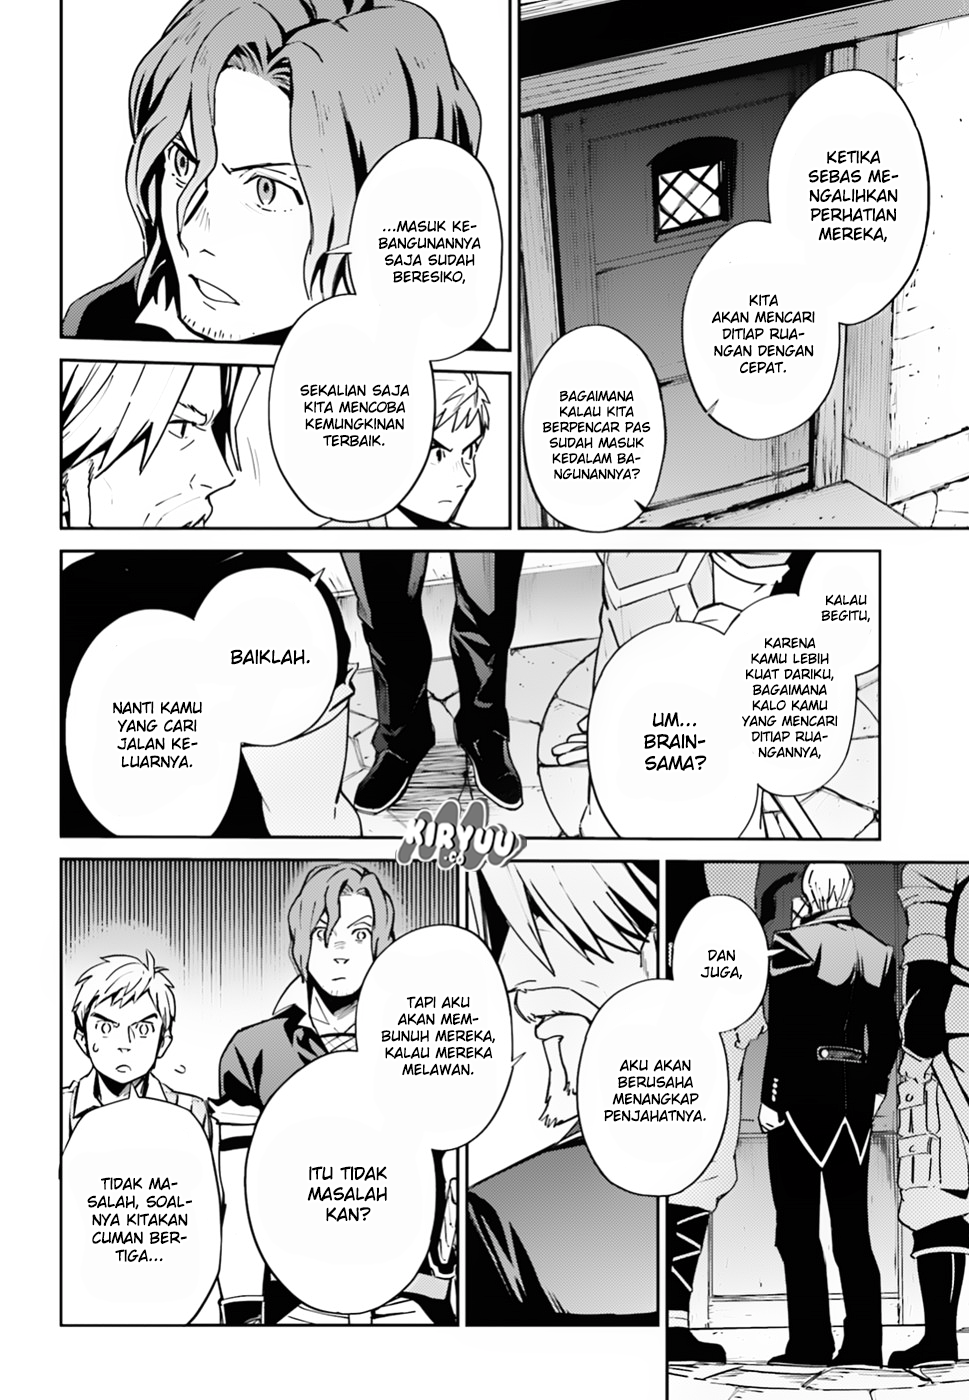 KETIKA
SEBAS ME-
NGALIHKAN
PERHATIAN
MEREKA,
KITA
AKAN MENCARI
DITIAP RUA-
NGAN DENGAN
CEPAT.
BAGAIMANA
KALAU KITA
BERPENCAR PAS
SUDAH MASUK
KEDALAM BA-
NGUNANNYA?
...MASUK KE-
BANGUNANNYA
SAJA SUDAH
BERESIKO,
SEKALIAN SAJA
KITA MENCOBA
KEMUNGKINAN
TERBAIK.
KALAU
BEGITU,
KARENA
KAMU LEBIH
KUAT DARIKU,
BAGAIMANA
KALO KAMU
YANG MENCARI
DITIAP RUA-
NGANNYA,
UM...
BRAIN-
SAMA?
BAIKLAH.
NANTI KAMU
YANG CARI
JALAN KE-
LUARNYA.
KIRYUU
.CO
DAN
JUGA,
AKU AKAN
BERUSAHA
MENANGKAP
PENJAHATNYA.
TAPI AKU
AKAN MEM-
BUNUH MEREKA,
KALAU MEREKA
MELAWAN.
ITU TIDAK
MASALAH
KAN?
TIDAK MA-
SALAH, SOAL-
NYA KITAKAN
CUMAN BER-
TIGA...